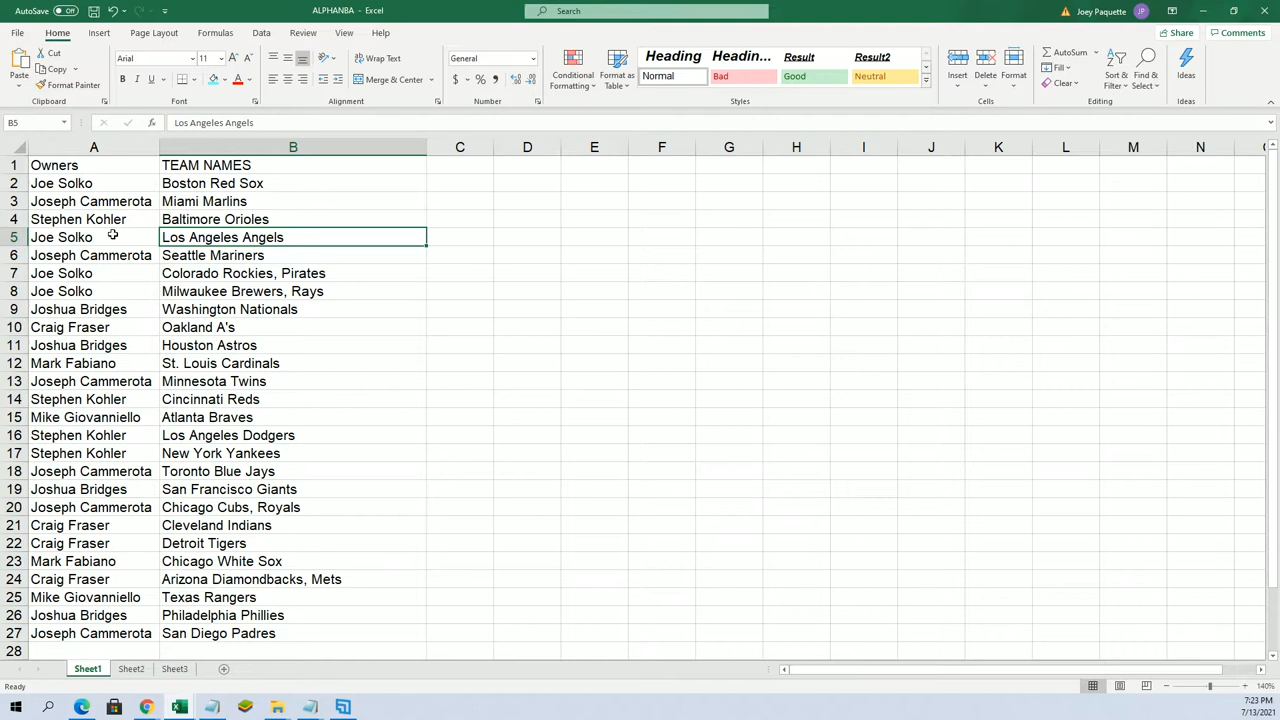 AutoSave Off ALPHANBA - Excel Search Joey Paquette JP
File Home Insert Page Layout Formulas Data Review View Help Share Comments
Paste Cut Copy Format Painter Clipboard
Arial 11 B I U A Font
Wrap Text Merge & Center Alignment
General $ % Number
Conditional Formatting Format as Table
Heading Headin... Result Result2
Normal Bad Good Neutral
Styles
Insert Delete Format Cells
AutoSum Fill Clear Sort & Filter Find & Select Editing
Ideas Ideas
B5 fx Los Angeles Angels
A B C D E F G H I J K L M N
1 Owners TEAM NAMES
2 Joe Solko Boston Red Sox
3 Joseph Cammerota Miami Marlins
4 Stephen Kohler Baltimore Orioles
5 Joe Solko Los Angeles Angels
6 Joseph Cammerota Seattle Mariners
7 Joe Solko Colorado Rockies, Pirates
8 Joe Solko Milwaukee Brewers, Rays
9 Joshua Bridges Washington Nationals
10 Craig Fraser Oakland A's
11 Joshua Bridges Houston Astros
12 Mark Fabiano St. Louis Cardinals
13 Joseph Cammerota Minnesota Twins
14 Stephen Kohler Cincinnati Reds
15 Mike Giovanniello Atlanta Braves
16 Stephen Kohler Los Angeles Dodgers
17 Stephen Kohler New York Yankees
18 Joseph Cammerota Toronto Blue Jays
19 Joshua Bridges San Francisco Giants
20 Joseph Cammerota Chicago Cubs, Royals
21 Craig Fraser Cleveland Indians
22 Craig Fraser Detroit Tigers
23 Mark Fabiano Chicago White Sox
24 Craig Fraser Arizona Diamondbacks, Mets
25 Mike Giovanniello Texas Rangers
26 Joshua Bridges Philadelphia Phillies
27 Joseph Cammerota San Diego Padres
28
Sheet1 Sheet2 Sheet3
Ready 140%
7:23 PM
7/13/2021